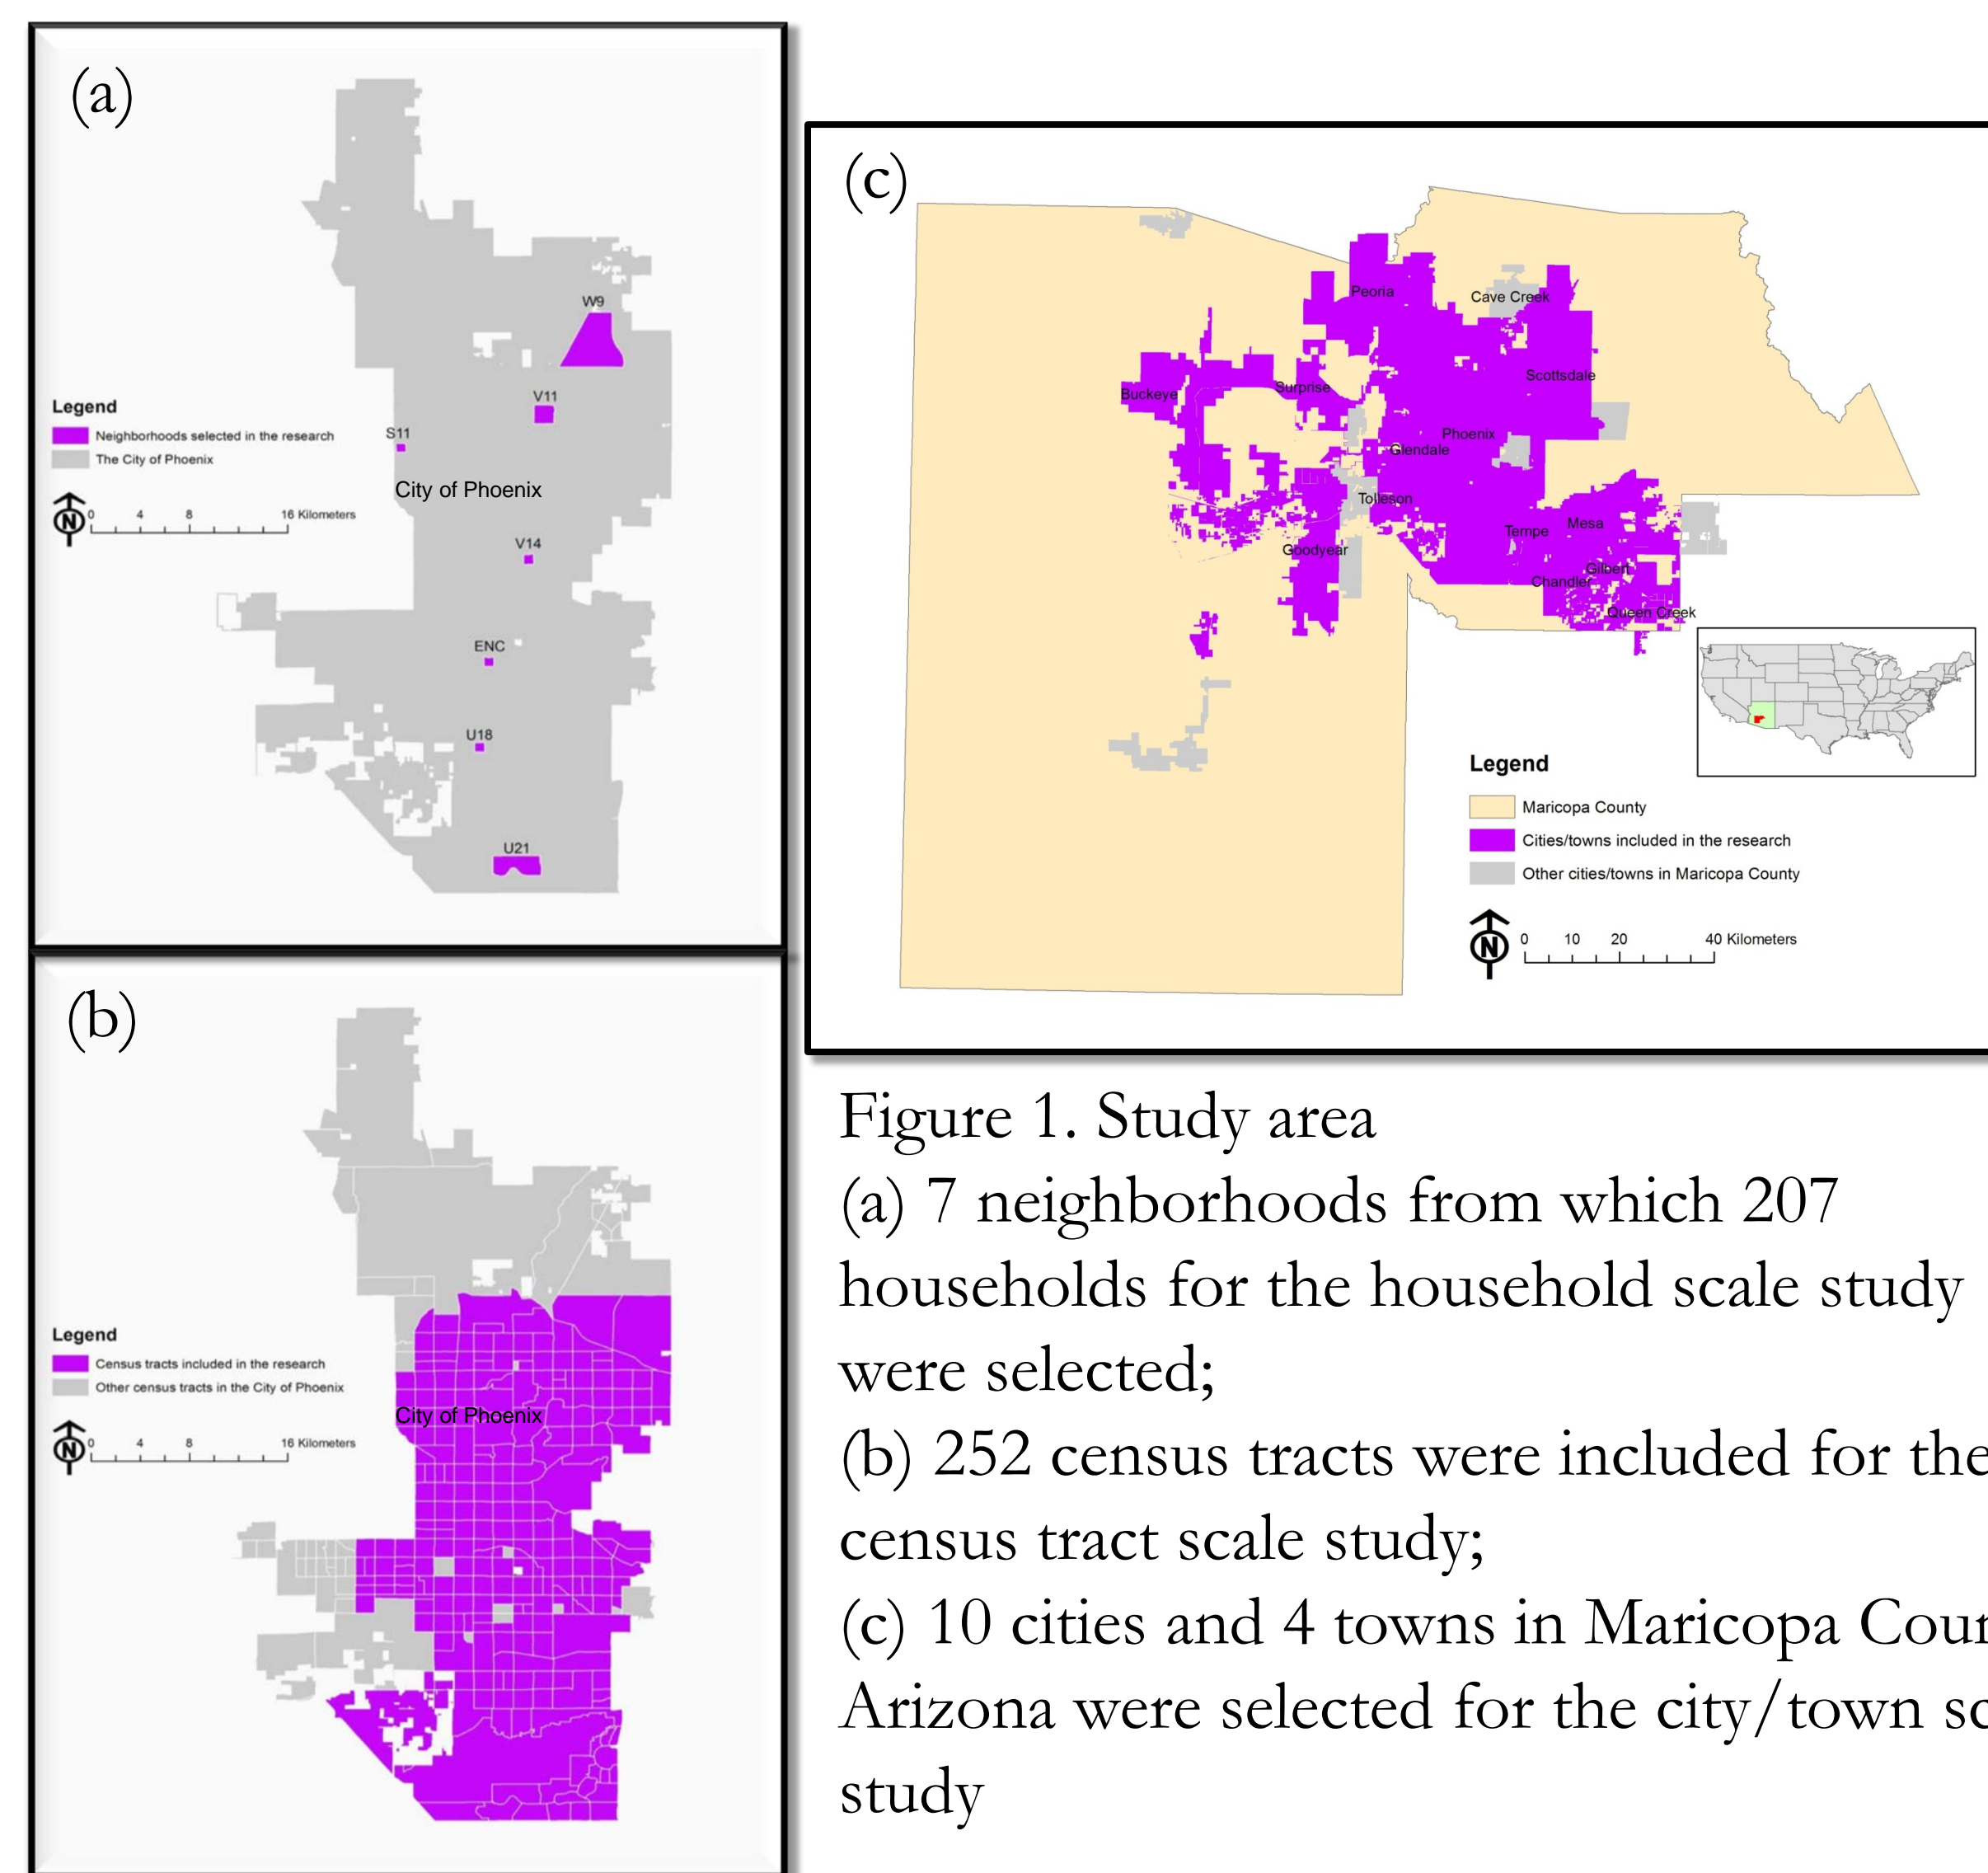 (a)
W9
V11
S11
Legend
Neighborhoods selected in the research
The City of Phoenix
City of Phoenix
N
0 4 8 16 Kilometers
V14
ENC
U18
U21
(b)
Legend
Census tracts included in the research
Other census tracts in the City of Phoenix
City of Phoenix
N
0 4 8 16 Kilometers
(c)
Peoria
Cave Creek
Scottsdale
Surprise
Buckeye
Phoenix
Glendale
Tolleson
Mesa
Tempe
Goodyear
Gilbert
Chandler
Queen Creek
Legend
Maricopa County
Cities/towns included in the research
Other cities/towns in Maricopa County
N
0 10 20 40 Kilometers
Figure 1. Study area
(a) 7 neighborhoods from which 207
households for the household scale study
were selected;
(b) 252 census tracts were included for the
census tract scale study;
(c) 10 cities and 4 towns in Maricopa Coun
Arizona were selected for the city/town sc
study